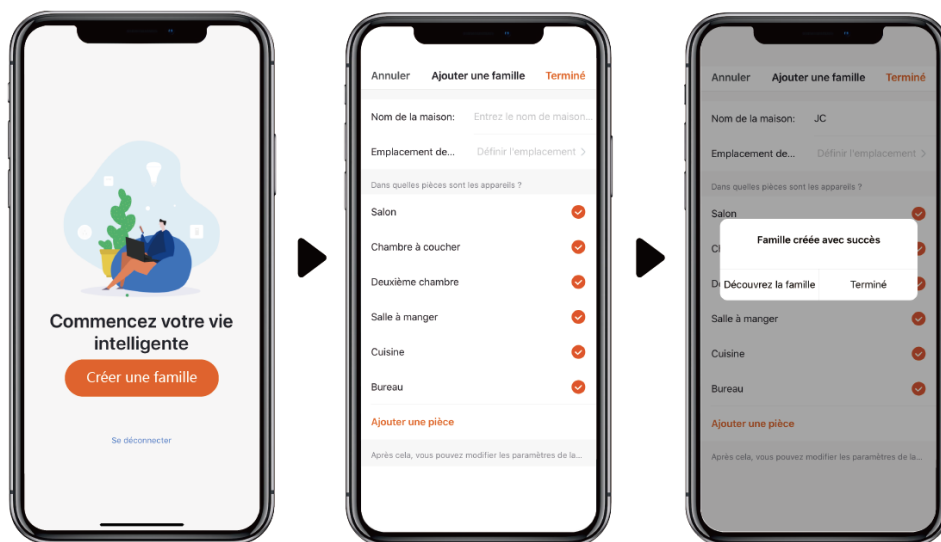 Commencez votre vie
intelligente
Créer une famille
Se déconnecter
Annuler Ajouter une famille Terminé
Nom de la maison: Entrez le nom de maison...
Emplacement de... Définir l'emplacement >
Dans quelles pièces sont les appareils ?
Salon
Chambre à coucher
Deuxième chambre
Salle à manger
Cuisine
Bureau
Ajouter une pièce
Après cela, vous pouvez modifier les paramètres de la...
Annuler Ajouter une famille Terminé
Nom de la maison: JC
Emplacement de... Définir l'emplacement >
Dans quelles pièces sont les appareils ?
Salon
Famille créée avec succès
Découvrez la famille Terminé
Salle à manger
Cuisine
Bureau
Ajouter une pièce
Après cela, vous pouvez modifier les paramètres de la...